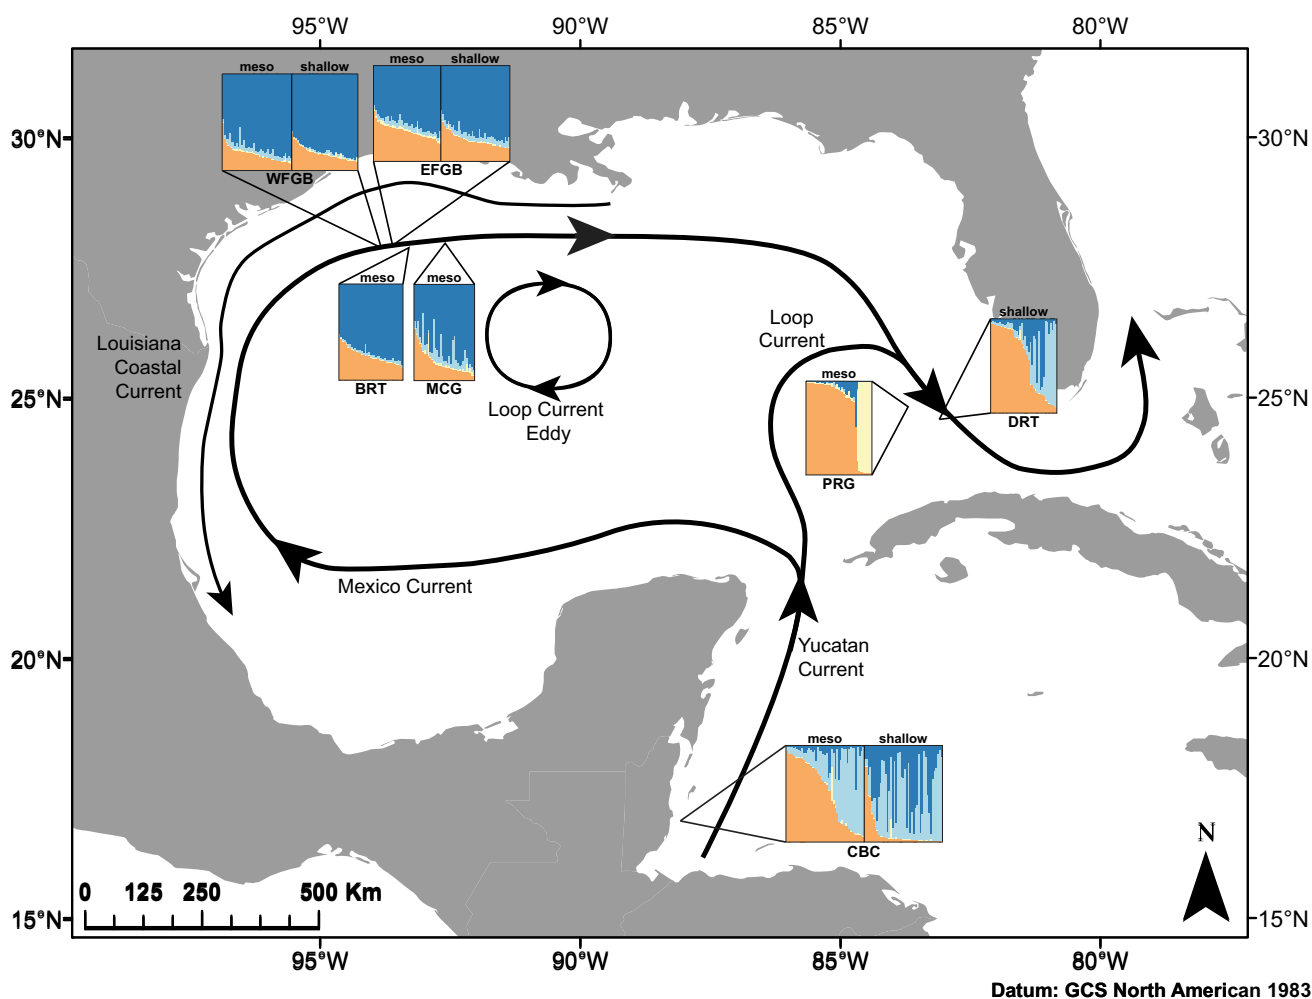 95°W 90°W 85°W 80°W
meso shallow meso shallow
30°N 30°N
WFGB EFGB
meso meso
shallow
Loop
Current
Louisiana
Coastal
Current
BRT MCG
meso
25°N 25°N
Loop Current
Eddy
DRT
PRG
Mexico Current
Yucatan
Current
20°N 20°N
meso shallow
CBC
N
0 125 250 500 Km
15°N 15°N
95°W 90°W 85°W 80°W
Datum: GCS North American 1983